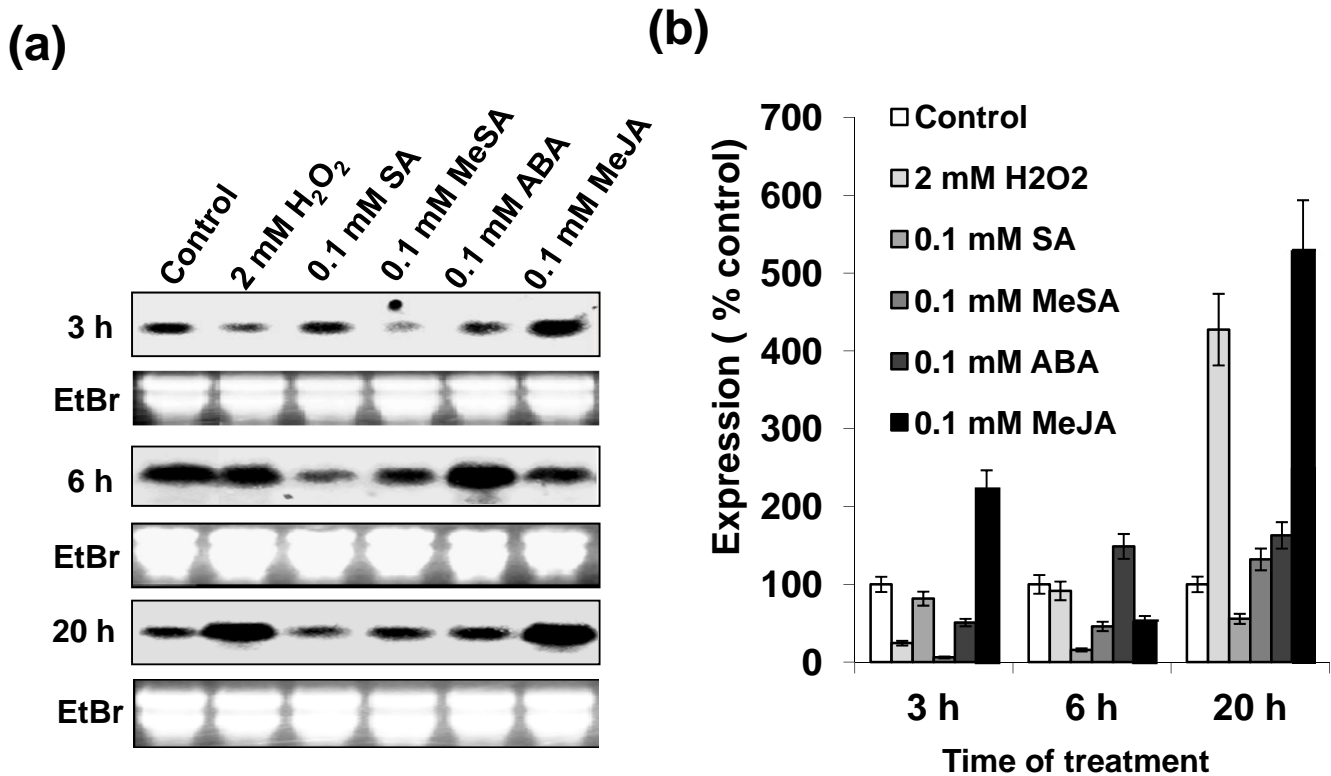 (a)
Control
2 mM H₂O₂
0.1 mM SA
0.1 mM MeSA
0.1 mM ABA
0.1 mM MeJA
3 h
EtBr
6 h
EtBr
20 h
EtBr
(b)
Expression ( % control)
700
600
500
400
300
200
100
0
Control
2 mM H2O2
0.1 mM SA
0.1 mM MeSA
0.1 mM ABA
0.1 mM MeJA
3 h
6 h
20 h
Time of treatment